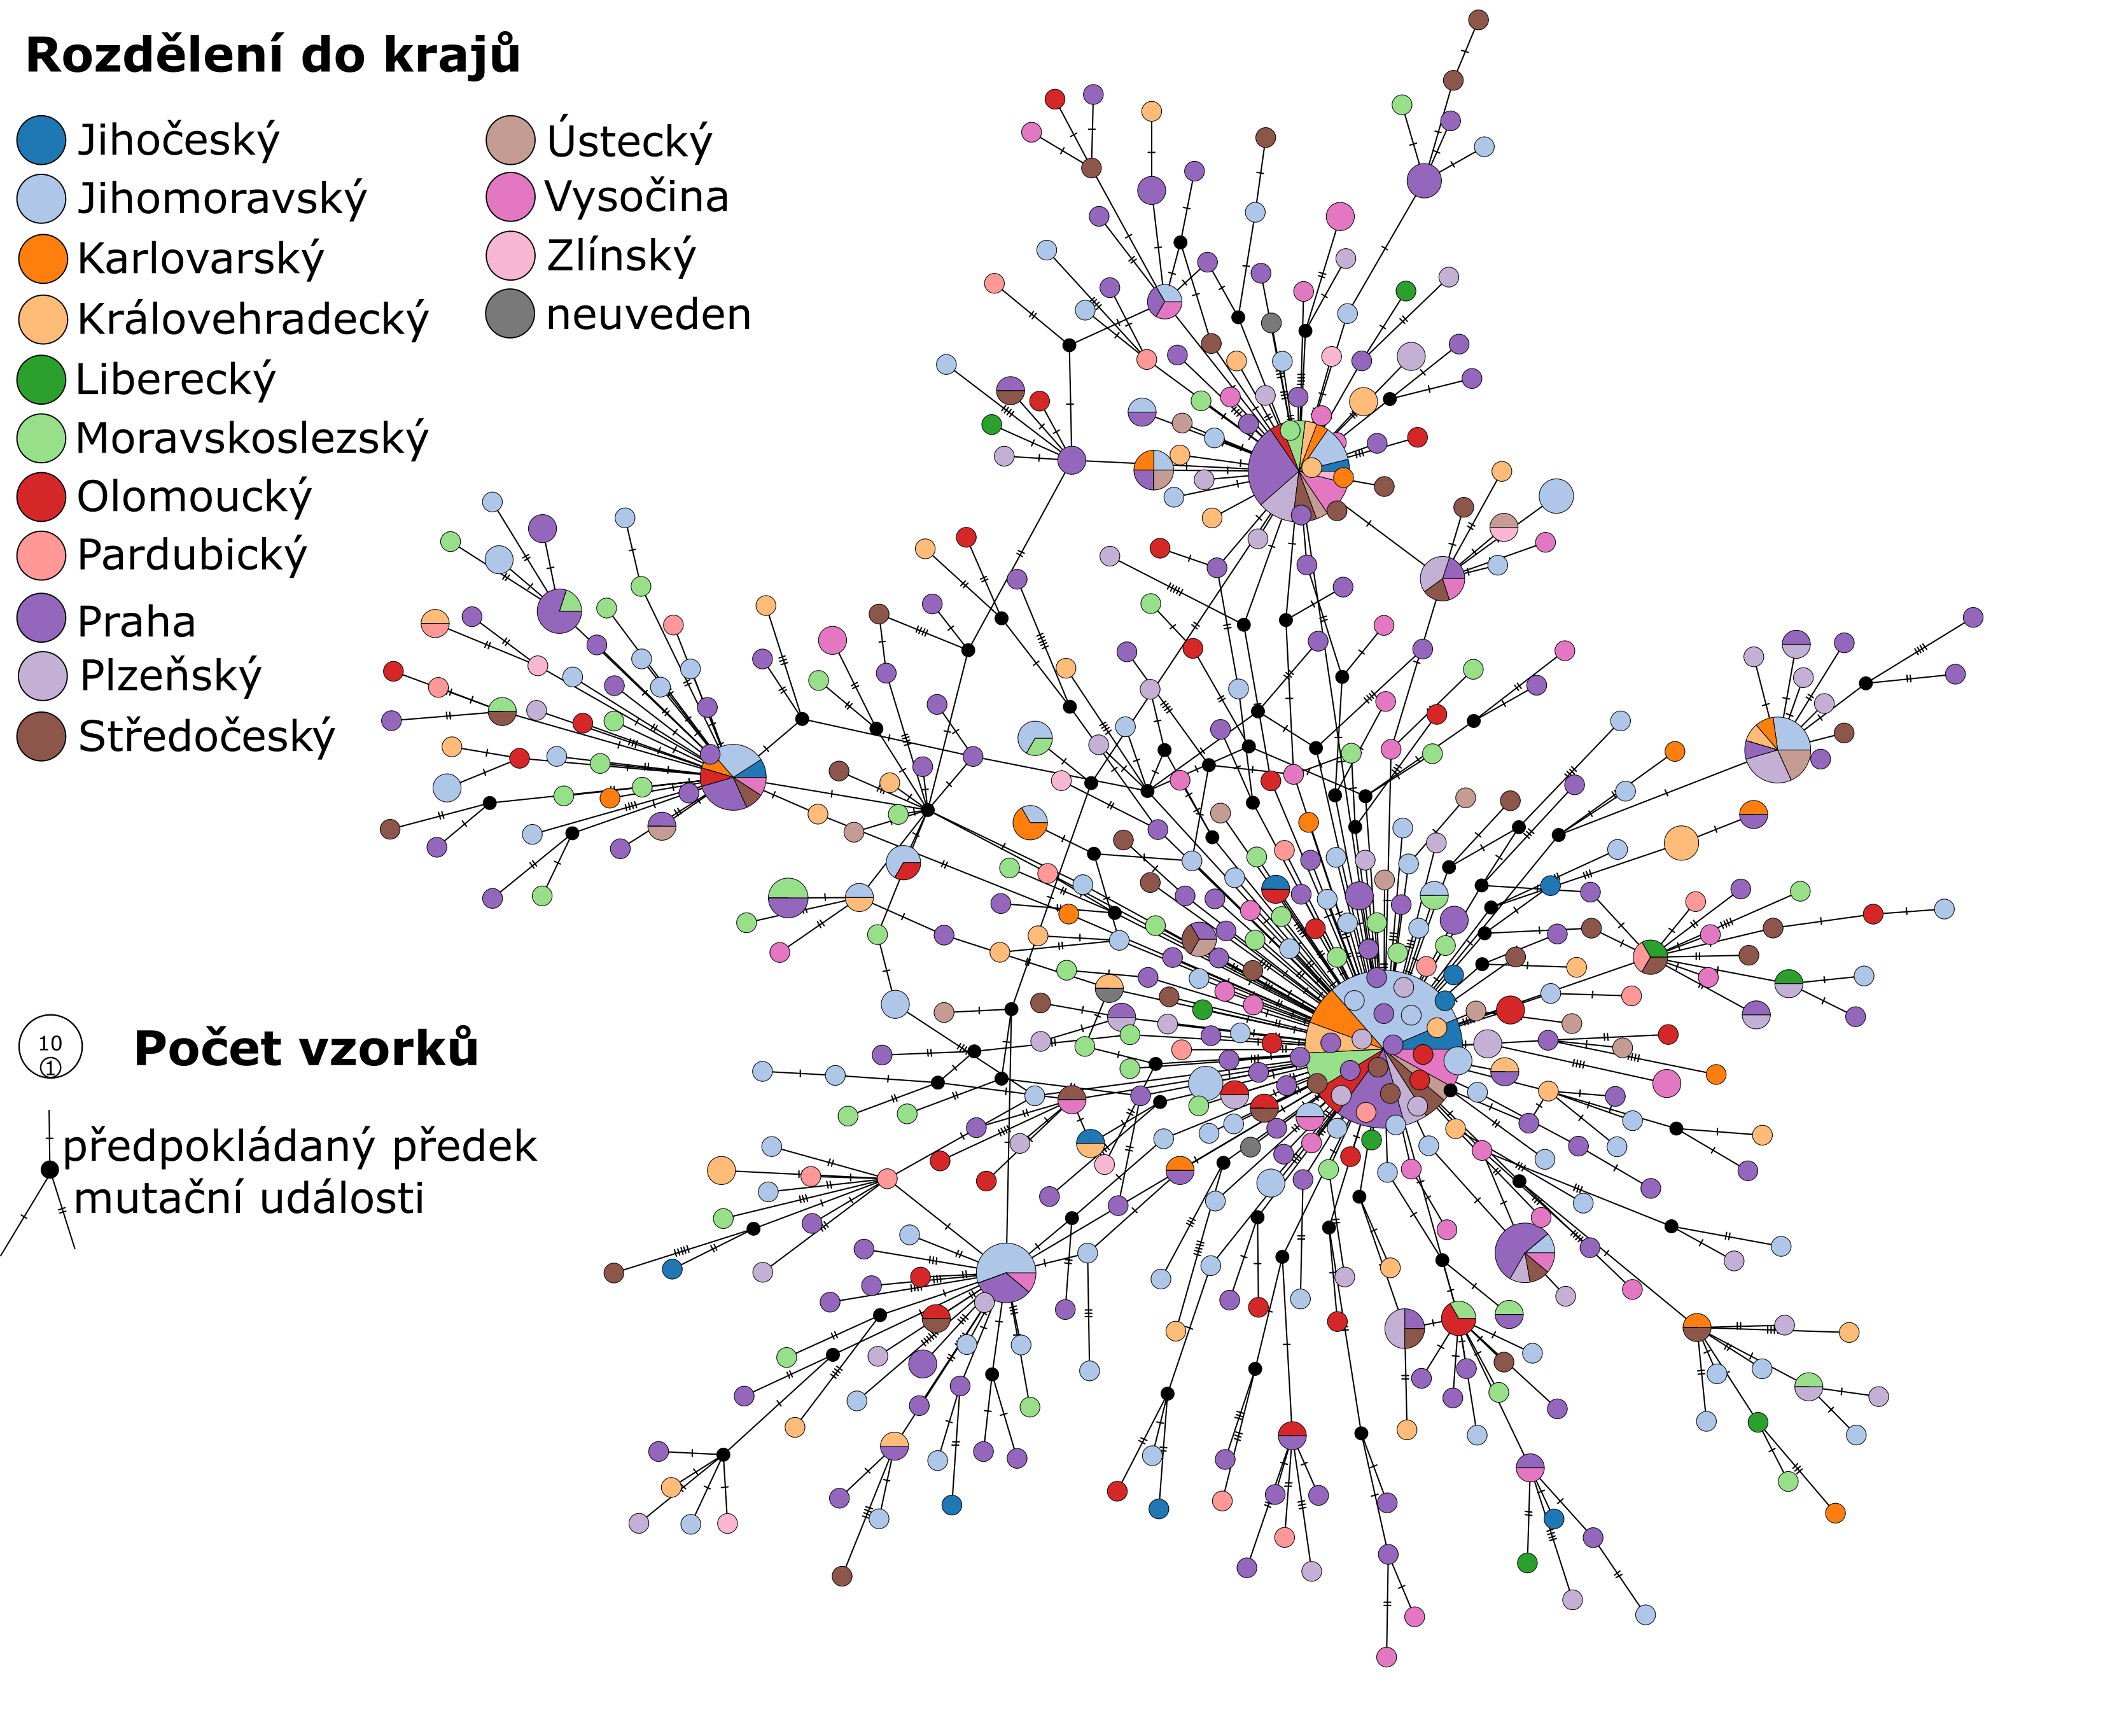 Rozdělení do krajů
Jihočeský
Jihomoravský
Karlovarský
Královehradecký
Liberecký
Moravskoslezský
Olomoucký
Pardubický
Praha
Plzeňský
Středočeský
Ústecký
Vysočina
Zlínský
neuveden
10
1
Počet vzorků
předpokládaný předek
mutační události